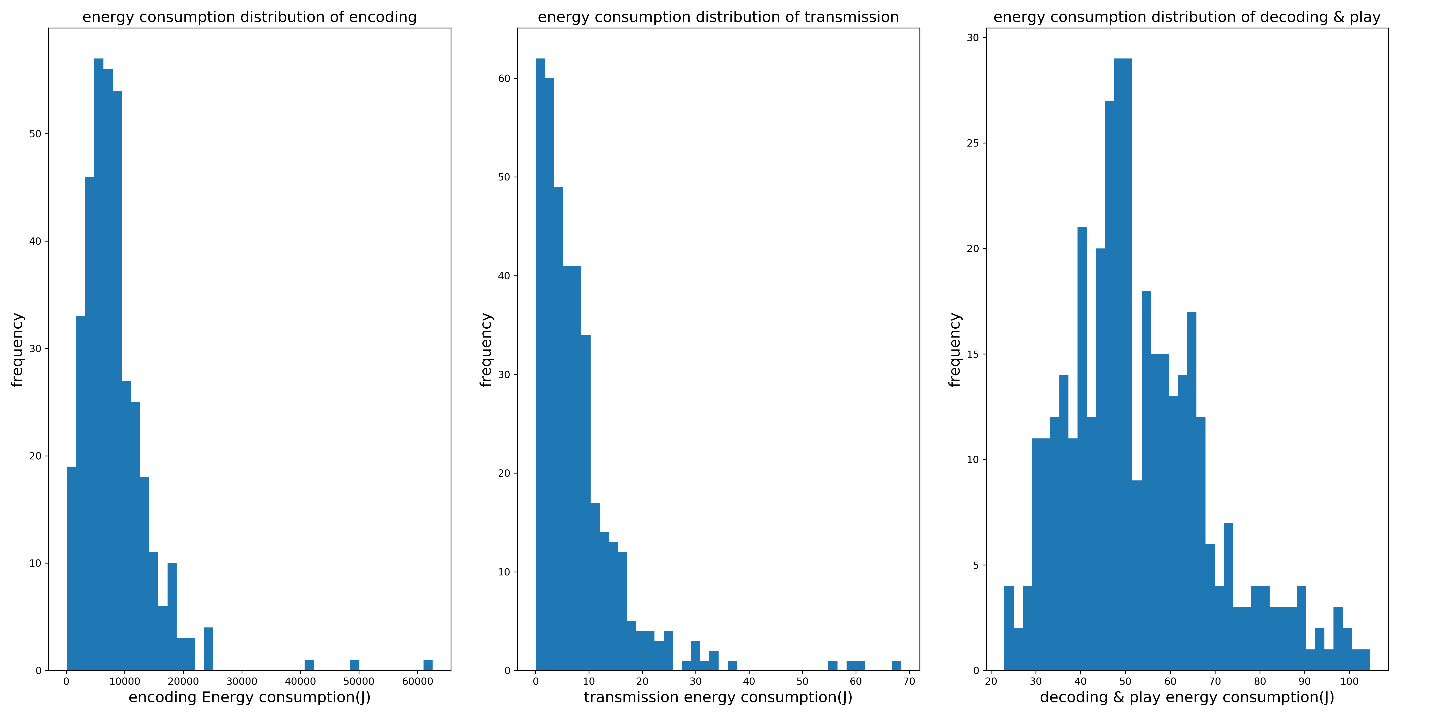 energy consumption distribution of encoding
50
40
30
20
10
0
frequency
0 10000 20000 30000 40000 50000 60000
encoding Energy consumption(J)
energy consumption distribution of transmission
60
50
40
30
20
10
0
frequency
0 10 20 30 40 50 60 70
transmission energy consumption(J)
energy consumption distribution of decoding & play
30
25
20
15
10
5
0
frequency
20 30 40 50 60 70 80 90 100
decoding & play energy consumption(J)